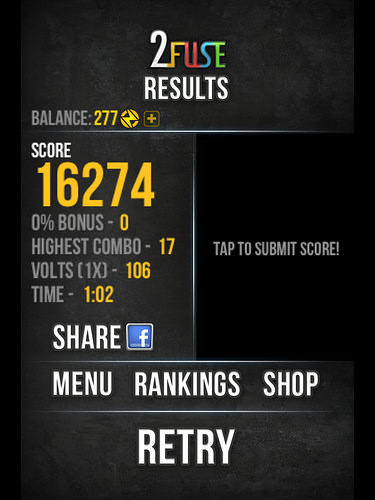 2FUSE
RESULTS
BALANCE: 277
SCORE
16274
0% BONUS - 0
HIGHEST COMBO - 17
VOLTS (1X) - 106
TIME - 1:02
TAP TO SUBMIT SCORE!
SHARE f
MENU RANKINGS SHOP
RETRY